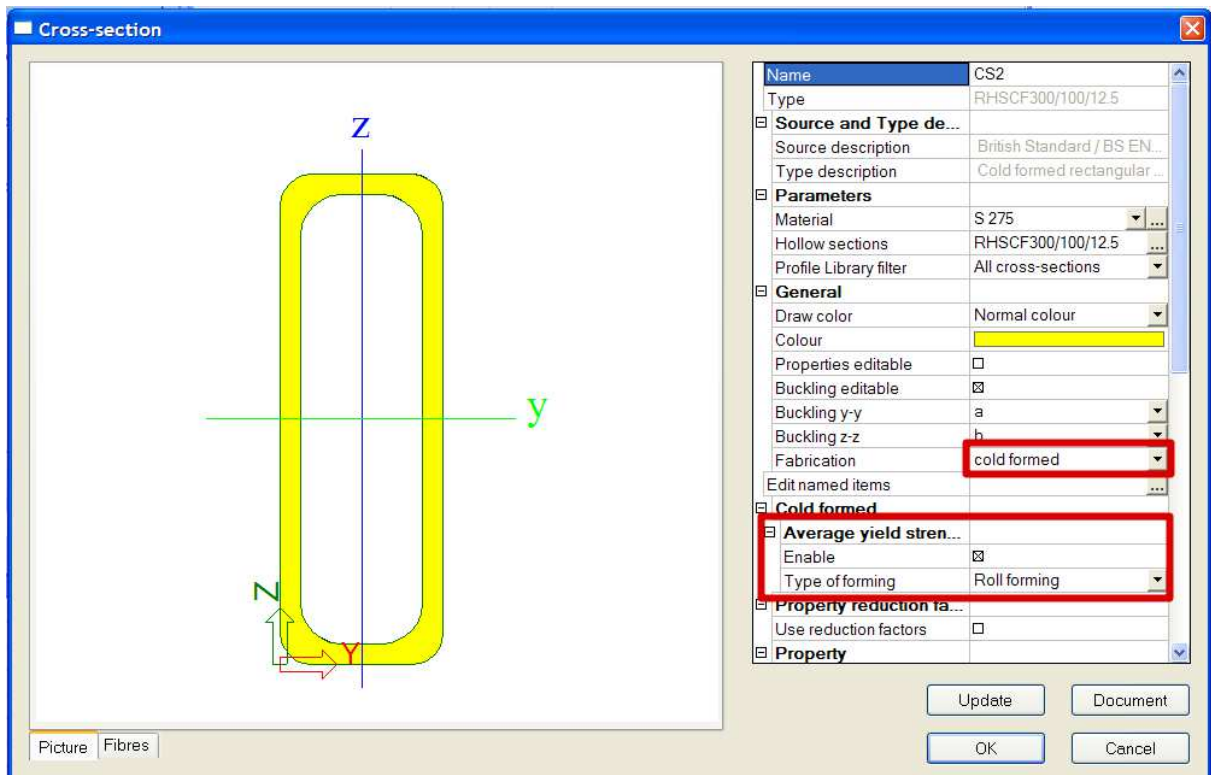 Cross-section
z
y
Z
Y
Picture Fibres
Name CS2
Type RHSCF300/100/12.5
Source and Type de...
Source description British Standard / BS EN...
Type description Cold formed rectangular ...
Parameters
Material S 275 ...
Hollow sections RHSCF300/100/12.5 ...
Profile Library filter All cross-sections
General
Draw color Normal colour
Colour
Properties editable
Buckling editable
Buckling y-y a
Buckling z-z b
Fabrication cold formed
Edit named items ...
Cold formed
Average yield stren...
Enable
Type of forming Roll forming
Property reduction fa...
Use reduction factors
Property
Update Document
OK Cancel